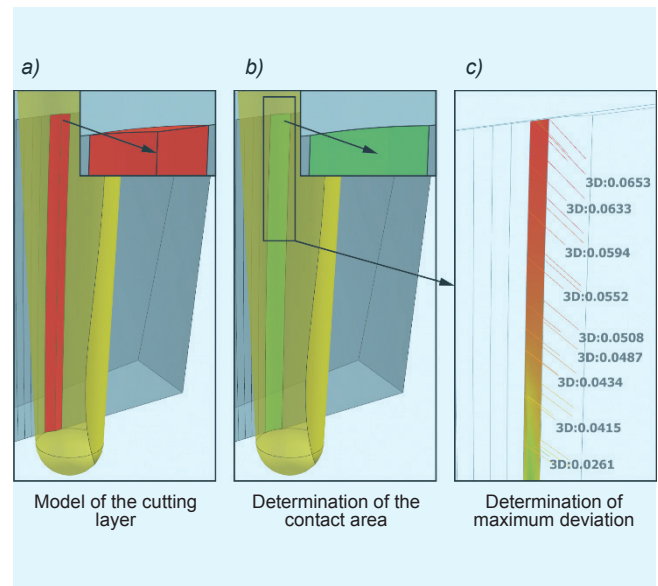 a)
b)
c)
3D:0.0653
3D:0.0633
3D:0.0594
3D:0.0552
3D:0.0508
3D:0.0487
3D:0.0434
3D:0.0415
3D:0.0261
Model of the cutting
layer
Determination of the
contact area
Determination of
maximum deviation